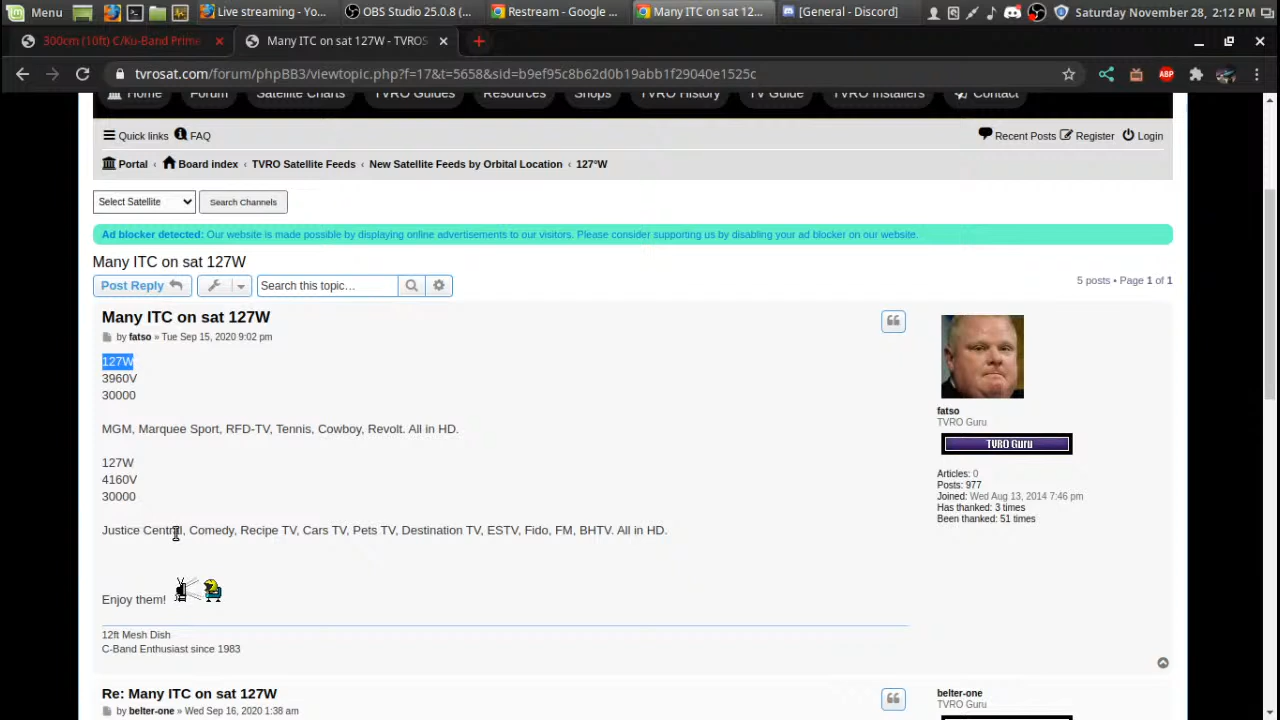 Menu
Live streaming - Yo...
OBS Studio 25.0.8 (...
Restream - Google ...
Many ITC on sat 12...
[General - Discord]
Saturday November 28, 2:12 PM
300cm (10ft) C/Ku-Band Prime
Many ITC on sat 127W - TVROS
tvrosat.com/forum/phpBB3/viewtopic.php?f=17&t=5658&sid=b9ef95c8b62d0b19abb1f29040e1525c
ABP
Home Forum Satellite Charts TVRO Guides Resources Shops TVRO History TV Guide TVRO Installers Contact
Quick links FAQ Recent Posts Register Login
Portal ‹ Board index ‹ TVRO Satellite Feeds ‹ New Satellite Feeds by Orbital Location ‹ 127°W
Select Satellite Search Channels
Ad blocker detected: Our website is made possible by displaying online advertisements to our visitors. Please consider supporting us by disabling your ad blocker on our website.
Many ITC on sat 127W
Post Reply Search this topic… 5 posts • Page 1 of 1
Many ITC on sat 127W
by fatso » Tue Sep 15, 2020 9:02 pm
127W
3960V
30000
MGM, Marquee Sport, RFD-TV, Tennis, Cowboy, Revolt. All in HD.
127W
4160V
30000
Justice Central, Comedy, Recipe TV, Cars TV, Pets TV, Destination TV, ESTV, Fido, FM, BHTV. All in HD.
Enjoy them!
12ft Mesh Dish
C-Band Enthusiast since 1983
fatso
TVRO Guru
TVRO Guru
Articles: 0
Posts: 977
Joined: Wed Aug 13, 2014 7:46 pm
Has thanked: 3 times
Been thanked: 51 times
Re: Many ITC on sat 127W
by belter-one » Wed Sep 16, 2020 1:38 am
belter-one
TVRO Guru